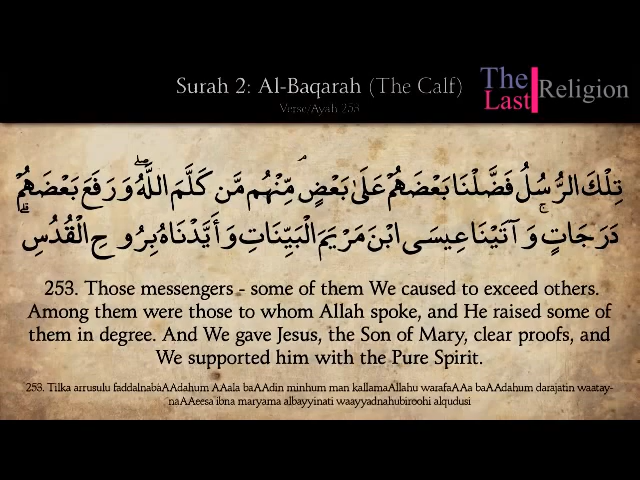 Surah 2: Al-Baqarah (The Calf)
The
Last Religion
Verse/Ayah 253
تِلْكَ الرُّسُلُ فَضَّلْنَا بَعْضَهُمْ عَلَىٰ بَعْضٍ ۘ مِّنْهُم مَّن كَلَّمَ اللَّهُ ۖ وَرَفَعَ بَعْضَهُمْ
دَرَجَاتٍ ۚ وَآتَيْنَا عِيسَى ابْنَ مَرْيَمَ الْبَيِّنَاتِ وَأَيَّدْنَاهُ بِرُوحِ الْقُدُسِ ۗ
253. Those messengers - some of them We caused to exceed others.
Among them were those to whom Allah spoke, and He raised some of
them in degree. And We gave Jesus, the Son of Mary, clear proofs, and
We supported him with the Pure Spirit.
253. Tilka arrusulu faddalnabaAAdahum AAala baAAdin minhum man kallamaAllahu warafaAAa baAAdahum darajatin waatay-
naAAeesa ibna maryama albayyinati waayyadnahubiroohi alqudusi